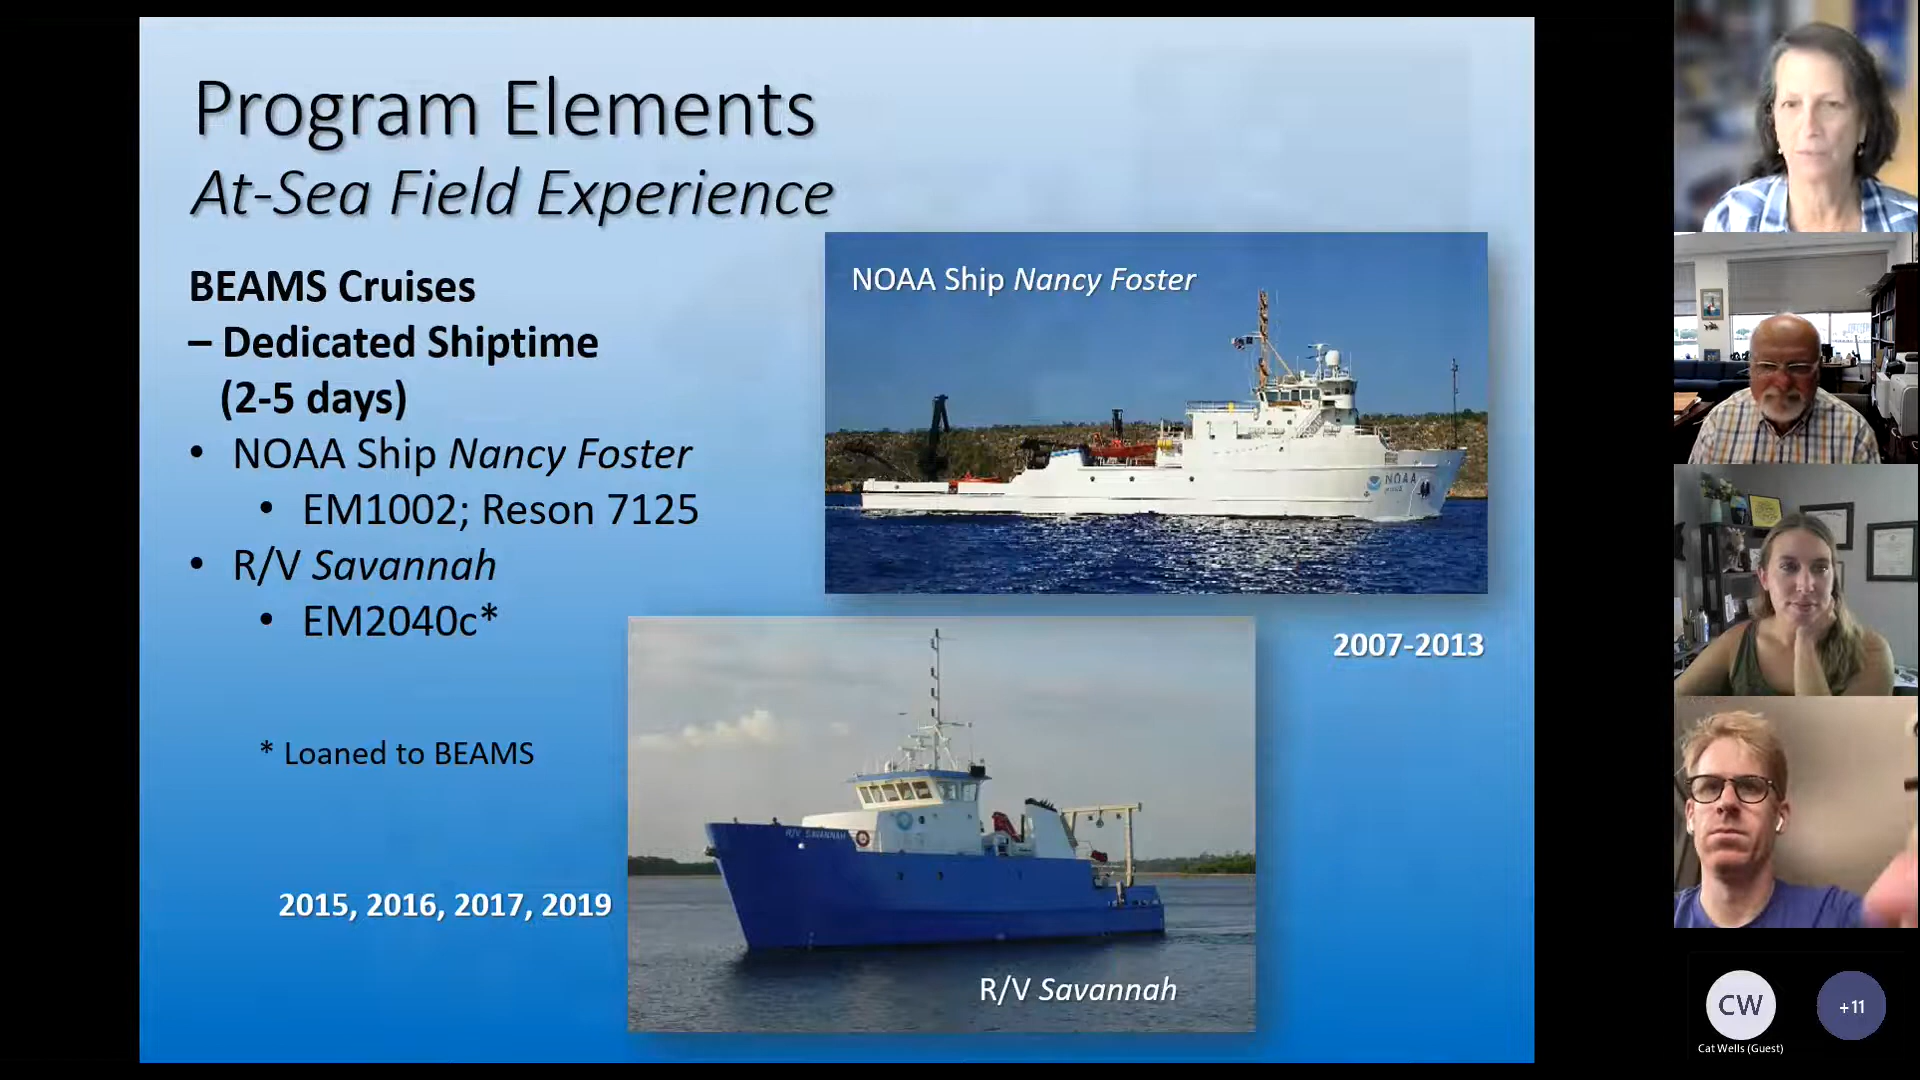 Program Elements
At-Sea Field Experience
BEAMS Cruises
– Dedicated Shiptime
(2-5 days)
• NOAA Ship Nancy Foster
• EM1002; Reson 7125
• R/V Savannah
• EM2040c*
* Loaned to BEAMS
2015, 2016, 2017, 2019
NOAA Ship Nancy Foster
NOAA
2007-2013
R/V SAVANNAH
R/V Savannah
CW
+11
Cat Wells (Guest)